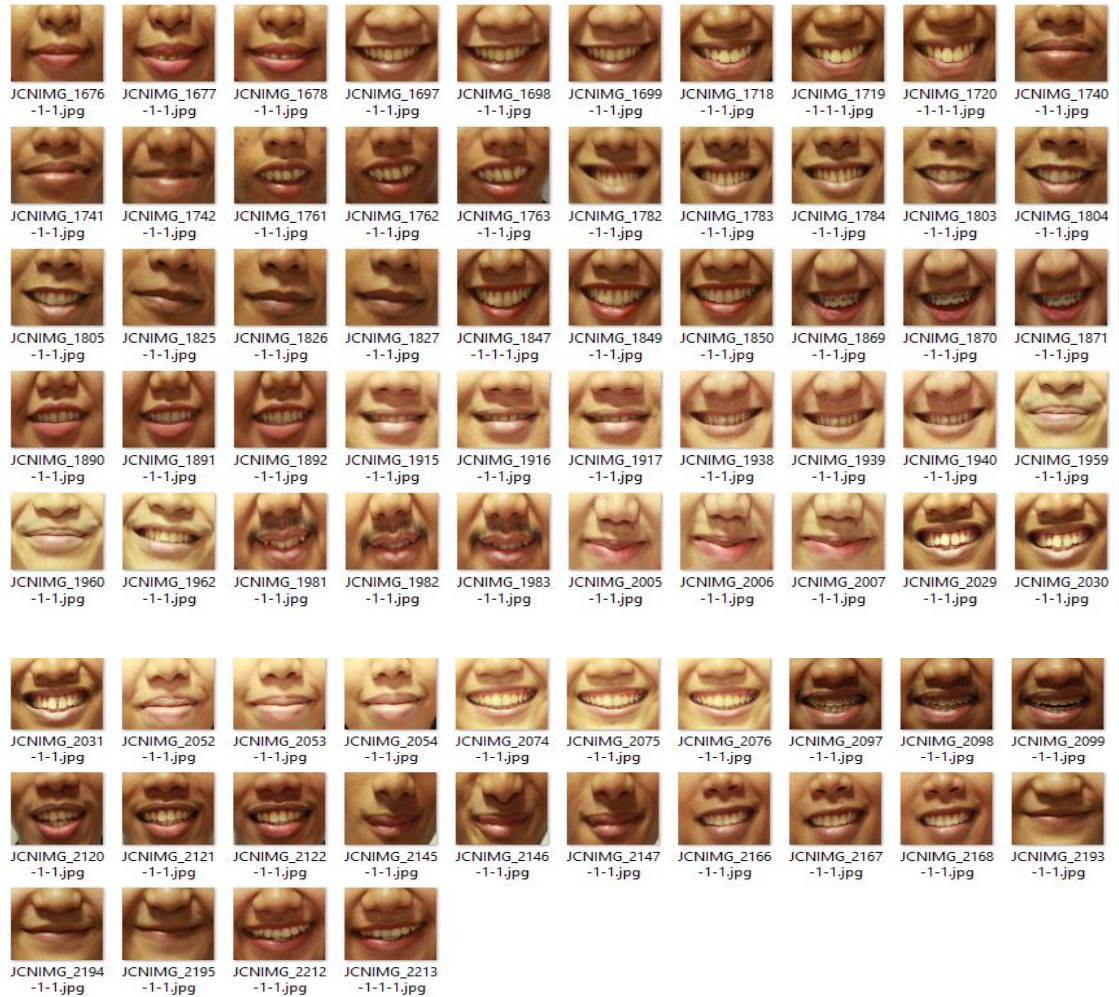 JCNIMG_1676 JCNIMG_1677 JCNIMG_1678 JCNIMG_1697 JCNIMG_1698 JCNIMG_1699 JCNIMG_1718 JCNIMG_1719 JCNIMG_1720 JCNIMG_1740
-1-1.jpg -1-1.jpg -1-1.jpg -1-1.jpg -1-1.jpg -1-1.jpg -1-1.jpg -1-1-1.jpg -1-1-1.jpg -1-1.jpg
JCNIMG_1741 JCNIMG_1742 JCNIMG_1761 JCNIMG_1762 JCNIMG_1763 JCNIMG_1782 JCNIMG_1783 JCNIMG_1784 JCNIMG_1803 JCNIMG_1804
-1-1.jpg -1-1.jpg -1-1.jpg -1-1.jpg -1-1.jpg -1-1.jpg -1-1.jpg -1-1.jpg -1-1.jpg -1-1.jpg
JCNIMG_1805 JCNIMG_1825 JCNIMG_1826 JCNIMG_1827 JCNIMG_1847 JCNIMG_1849 JCNIMG_1850 JCNIMG_1869 JCNIMG_1870 JCNIMG_1871
-1-1.jpg -1-1.jpg -1-1.jpg -1-1.jpg -1-1-1.jpg -1-1.jpg -1-1.jpg -1-1.jpg -1-1.jpg -1-1.jpg
JCNIMG_1890 JCNIMG_1891 JCNIMG_1892 JCNIMG_1915 JCNIMG_1916 JCNIMG_1917 JCNIMG_1938 JCNIMG_1939 JCNIMG_1940 JCNIMG_1959
-1-1.jpg -1-1.jpg -1-1.jpg -1-1.jpg -1-1.jpg -1-1.jpg -1-1.jpg -1-1.jpg -1-1.jpg -1-1.jpg
JCNIMG_1960 JCNIMG_1962 JCNIMG_1981 JCNIMG_1982 JCNIMG_1983 JCNIMG_2005 JCNIMG_2006 JCNIMG_2007 JCNIMG_2029 JCNIMG_2030
-1-1.jpg -1-1.jpg -1-1.jpg -1-1.jpg -1-1.jpg -1-1.jpg -1-1.jpg -1-1.jpg -1-1.jpg -1-1.jpg
JCNIMG_2031 JCNIMG_2052 JCNIMG_2053 JCNIMG_2054 JCNIMG_2074 JCNIMG_2075 JCNIMG_2076 JCNIMG_2097 JCNIMG_2098 JCNIMG_2099
-1-1.jpg -1-1.jpg -1-1.jpg -1-1.jpg -1-1.jpg -1-1.jpg -1-1.jpg -1-1.jpg -1-1.jpg -1-1.jpg
JCNIMG_2120 JCNIMG_2121 JCNIMG_2122 JCNIMG_2145 JCNIMG_2146 JCNIMG_2147 JCNIMG_2166 JCNIMG_2167 JCNIMG_2168 JCNIMG_2193
-1-1.jpg -1-1.jpg -1-1.jpg -1-1.jpg -1-1.jpg -1-1.jpg -1-1.jpg -1-1.jpg -1-1.jpg -1-1.jpg
JCNIMG_2194 JCNIMG_2195 JCNIMG_2212 JCNIMG_2213
-1-1.jpg -1-1.jpg -1-1.jpg -1-1-1.jpg